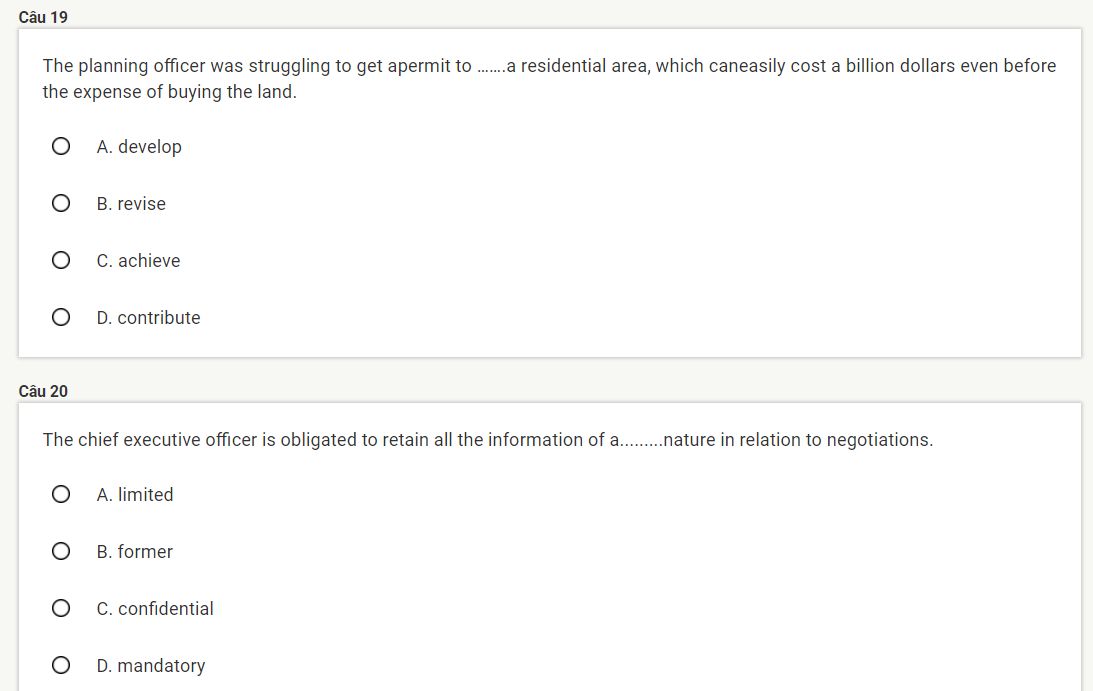 Câu 19
The planning officer was struggling to get apermit to .......a residential area, which caneasily cost a billion dollars even before
the expense of buying the land.
A. develop
B. revise
C. achieve
D. contribute
Câu 20
The chief executive officer is obligated to retain all the information of a.........nature in relation to negotiations.
A. limited
B. former
C. confidential
D. mandatory